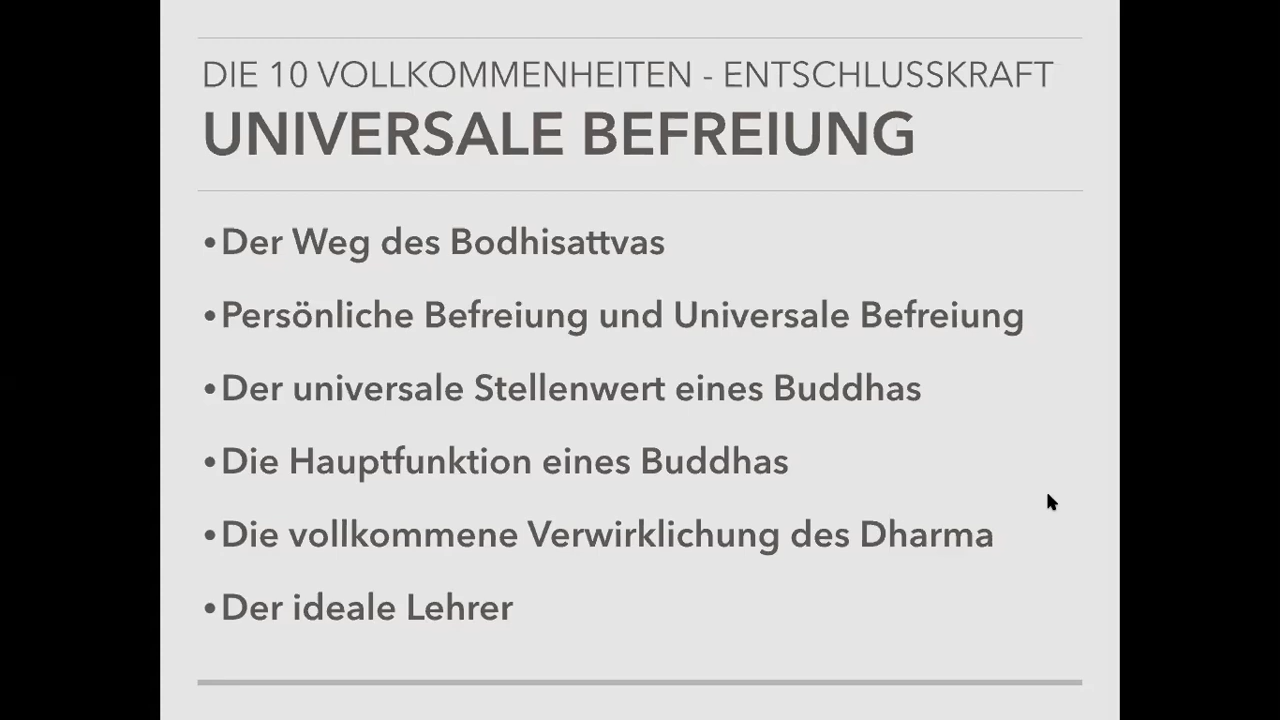 DIE 10 VOLLKOMMENHEITEN - ENTSCHLUSSKRAFT
UNIVERSALE BEFREIUNG
•Der Weg des Bodhisattvas
•Persönliche Befreiung und Universale Befreiung
•Der universale Stellenwert eines Buddhas
•Die Hauptfunktion eines Buddhas
•Die vollkommene Verwirklichung des Dharma
•Der ideale Lehrer